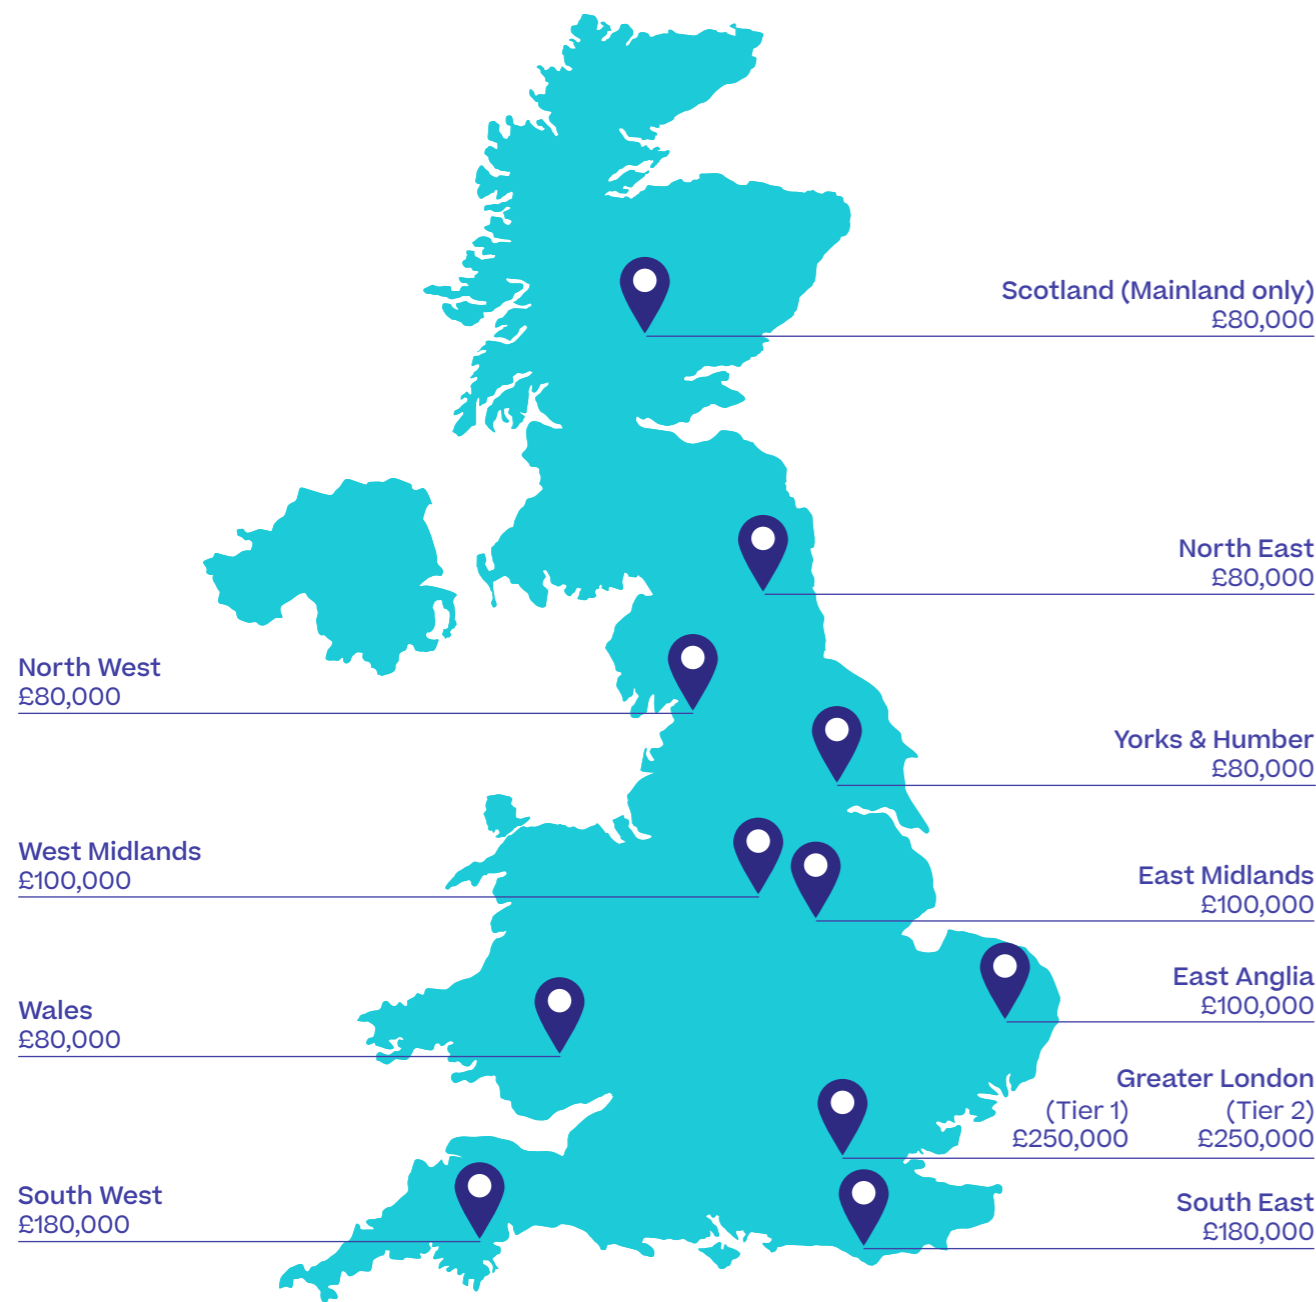 Scotland (Mainland only)
£80,000
North East
£80,000
North West
£80,000
Yorks & Humber
£80,000
West Midlands
£100,000
East Midlands
£100,000
East Anglia
£100,000
Wales
£80,000
Greater London
(Tier 1) (Tier 2)
£250,000 £250,000
South West
£180,000
South East
£180,000